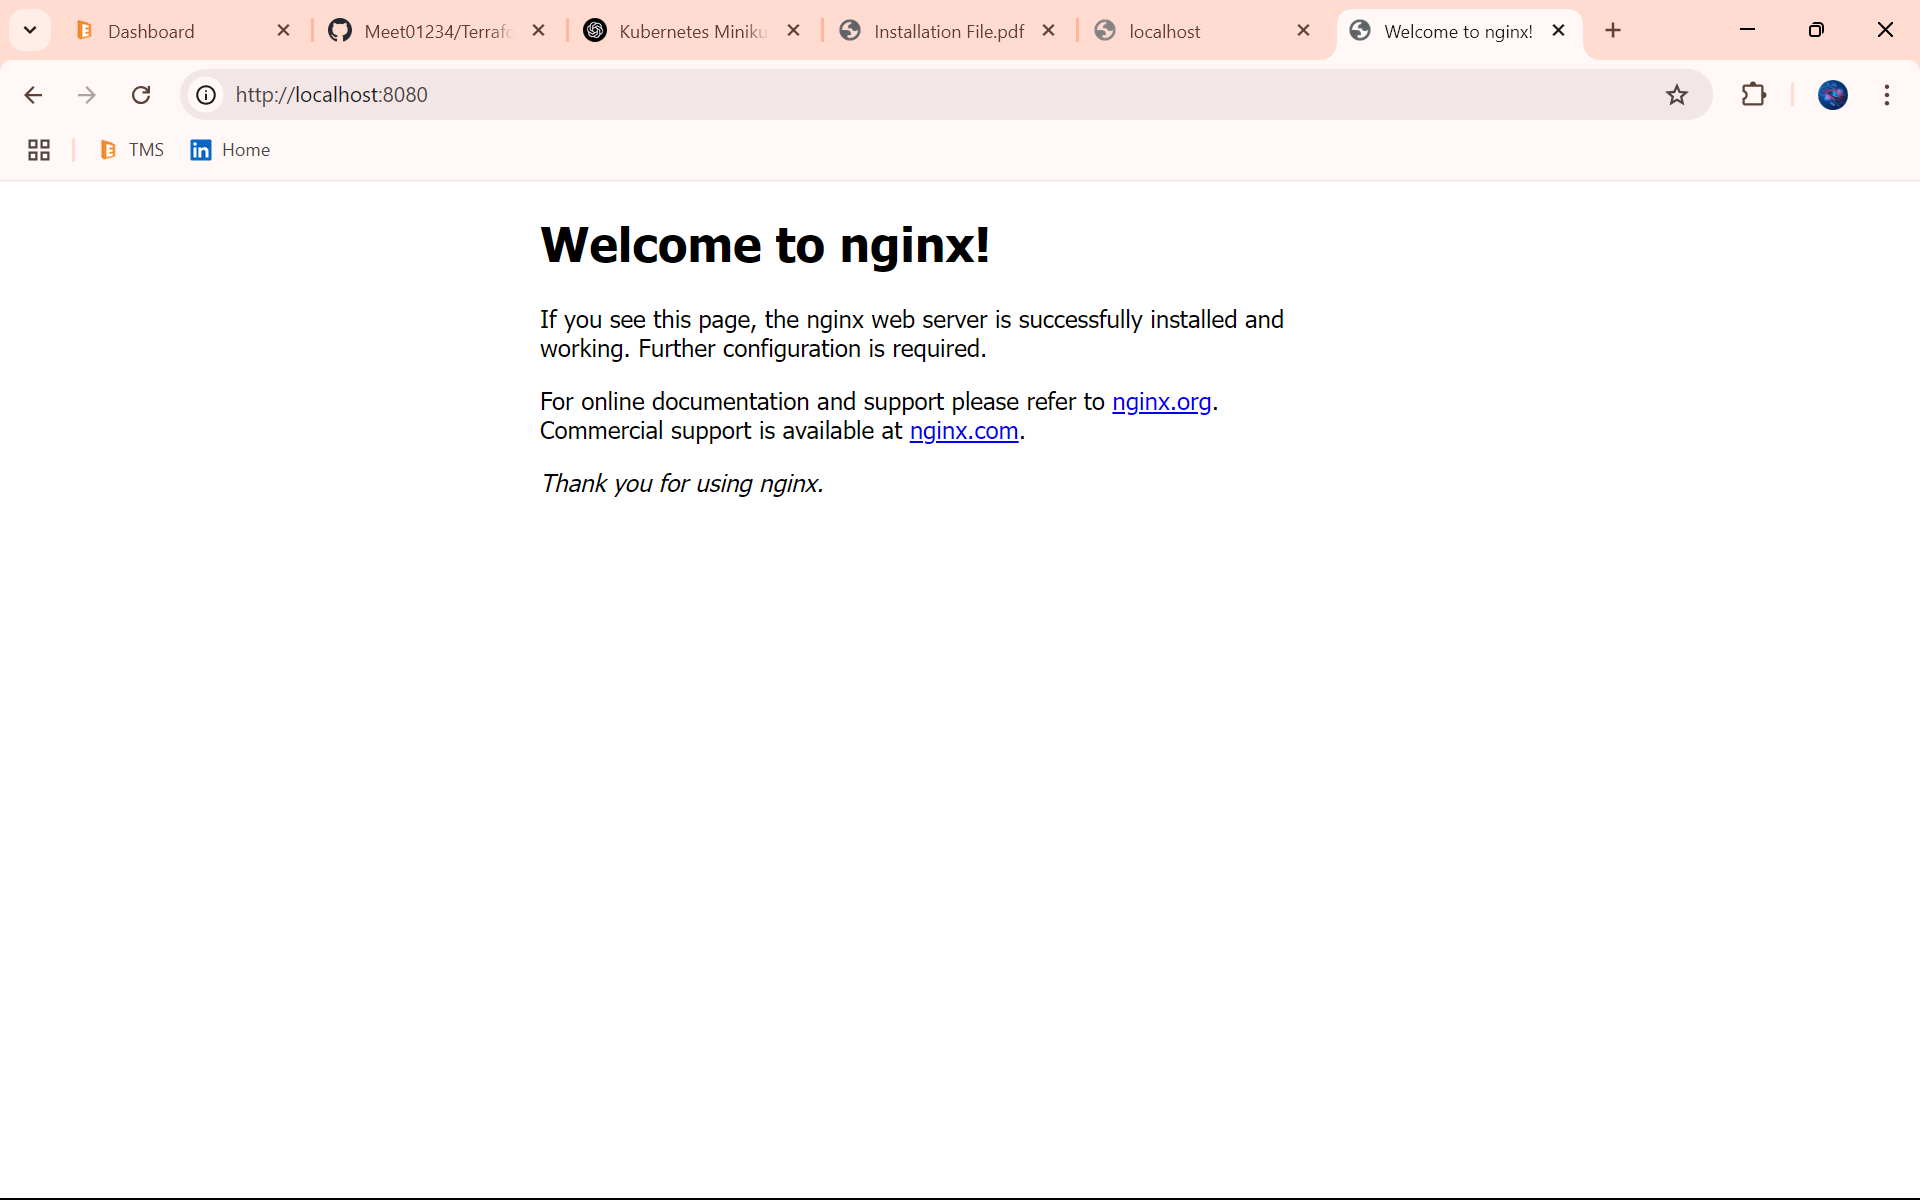 Dashboard
Meet01234/Terrafo
Kubernetes Miniku
Installation File.pdf
localhost
Welcome to nginx!
http://localhost:8080
TMS
in Home
Welcome to nginx!
If you see this page, the nginx web server is successfully installed and
working. Further configuration is required.
For online documentation and support please refer to nginx.org.
Commercial support is available at nginx.com.
Thank you for using nginx.